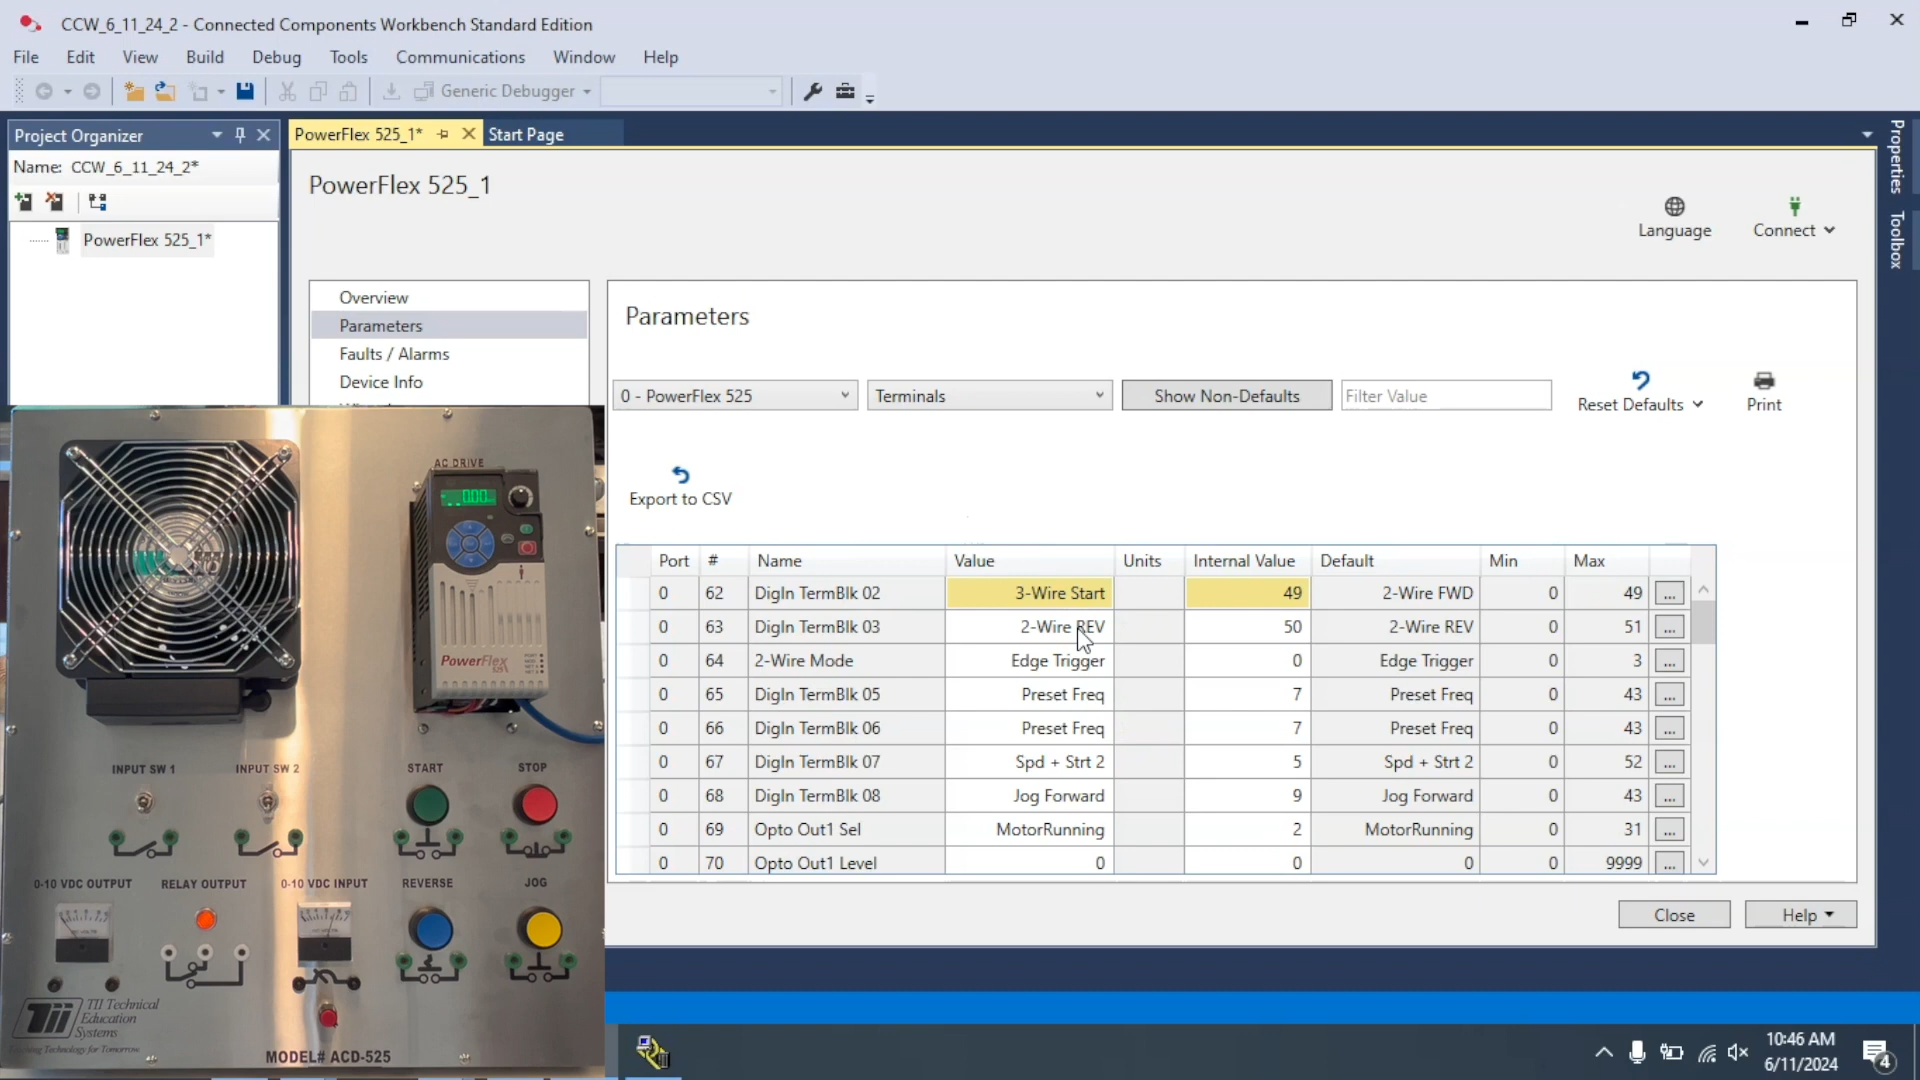 CCW_6_11_24_2 - Connected Components Workbench Standard Edition
File Edit View Build Debug Tools Communications Window Help
Generic Debugger
Project Organizer
Name: CCW_6_11_24_2*
PowerFlex 525_1*
PowerFlex 525_1* Start Page
Properties
Toolbox
PowerFlex 525_1
Language Connect
Overview
Parameters
Faults / Alarms
Device Info
Parameters
0 - PowerFlex 525 Terminals Show Non-Defaults Filter Value Reset Defaults Print
Export to CSV
Port # Name Value Units Internal Value Default Min Max
0 62 DigIn TermBlk 02 3-Wire Start 49 2-Wire FWD 0 49 ...
0 63 DigIn TermBlk 03 2-Wire REV 50 2-Wire REV 0 51 ...
0 64 2-Wire Mode Edge Trigger 0 Edge Trigger 0 3 ...
0 65 DigIn TermBlk 05 Preset Freq 7 Preset Freq 0 43 ...
0 66 DigIn TermBlk 06 Preset Freq 7 Preset Freq 0 43 ...
0 67 DigIn TermBlk 07 Spd + Strt 2 5 Spd + Strt 2 0 52 ...
0 68 DigIn TermBlk 08 Jog Forward 9 Jog Forward 0 43 ...
0 69 Opto Out1 Sel MotorRunning 2 MotorRunning 0 31 ...
0 70 Opto Out1 Level 0 0 0 0 9999 ...
Close Help
AC DRIVE
0.00
PowerFlex
INPUT SW 1 INPUT SW 2 START STOP
0-10 VDC OUTPUT RELAY OUTPUT 0-10 VDC INPUT REVERSE JOG
TII TII Technical
Education
Systems
Teaching Technology for Tomorrow
MODEL# ACD-525
10:46 AM
6/11/2024
4